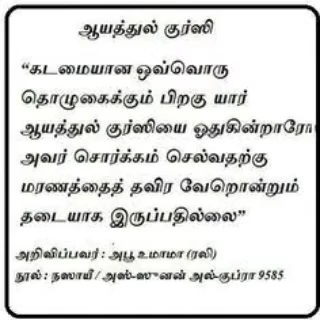 ஆயத்துல் குர்ஸி
“கடமையான ஒவ்வொரு
தொழுகைக்கும் பிறகு யார்
ஆயத்துல் குர்ஸியை ஓதுகின்றாரோ
அவர் சொர்க்கம் செல்வதற்கு
மரணத்தைத் தவிர வேறொன்றும்
தடையாக இருப்பதில்லை”
அறிவிப்பவர் : அபூ உமாமா (ரலி)
நூல் : நஸாயீ / அஸ்-ஸுனன் அல்-குப்ரா 9585